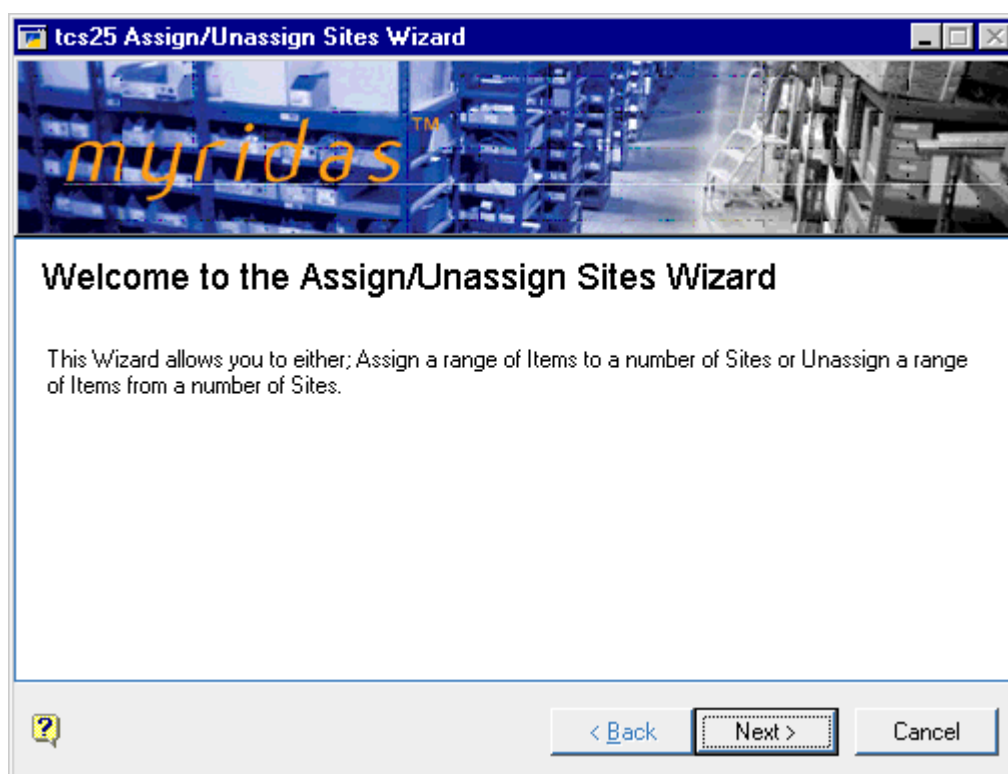 tcs25 Assign/Unassign Sites Wizard
myridas™
Welcome to the Assign/Unassign Sites Wizard
This Wizard allows you to either; Assign a range of Items to a number of Sites or Unassign a range
of Items from a number of Sites.
< Back
Next >
Cancel